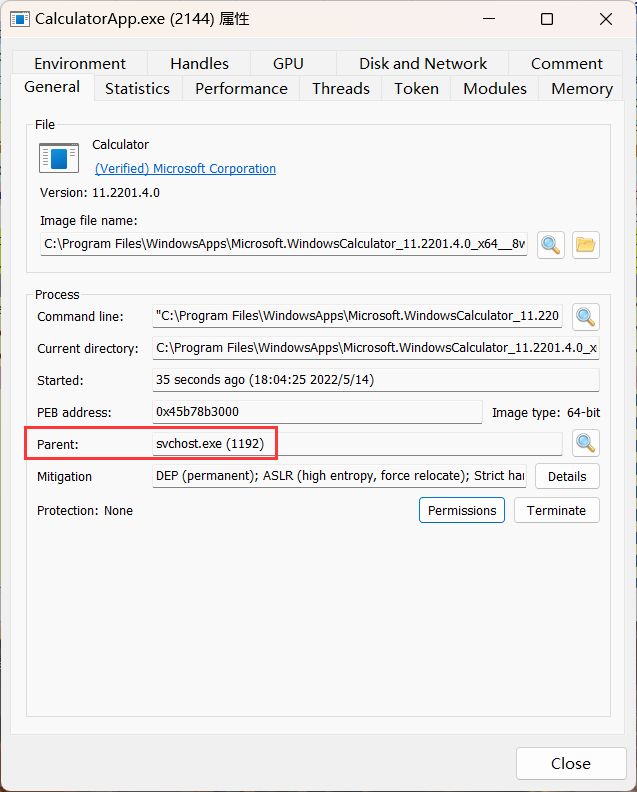 CalculatorApp.exe (2144) 属性
Environment Handles GPU Disk and Network Comment
General Statistics Performance Threads Token Modules Memory
File
Calculator
(Verified) Microsoft Corporation
Version: 11.2201.4.0
Image file name:
C:\Program Files\WindowsApps\Microsoft.WindowsCalculator_11.2201.4.0_x64__8w
Process
Command line: "C:\Program Files\WindowsApps\Microsoft.WindowsCalculator_11.220
Current directory: C:\Program Files\WindowsApps\Microsoft.WindowsCalculator_11.2201.4.0_x
Started: 35 seconds ago (18:04:25 2022/5/14)
PEB address: 0x45b78b3000 Image type: 64-bit
Parent: svchost.exe (1192)
Mitigation DEP (permanent); ASLR (high entropy, force relocate); Strict har Details
Protection: None Permissions Terminate
Close